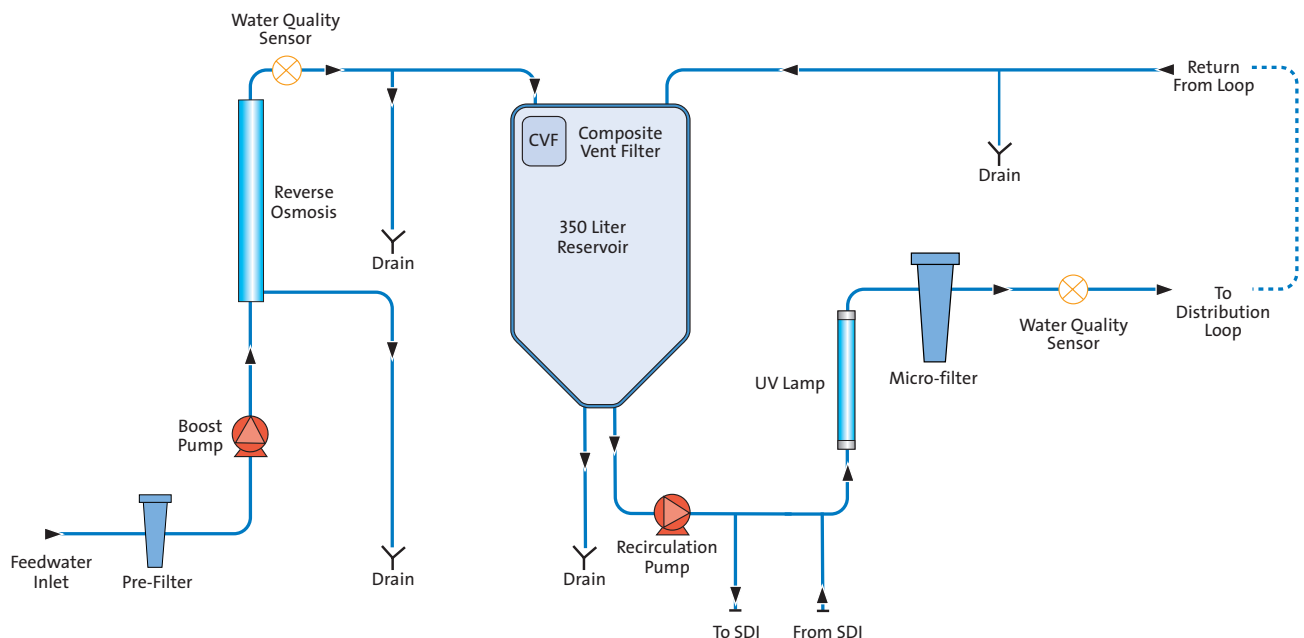 Water Quality
Sensor
Return
From Loop
CVF
Composite
Vent Filter
Drain
Reverse
Osmosis
350 Liter
Reservoir
Drain
To
Distribution
Loop
Water Quality
Sensor
UV Lamp
Micro-filter
Boost
Pump
Feedwater
Inlet
Pre-Filter
Drain
Drain
Recirculation
Pump
To SDI
From SDI